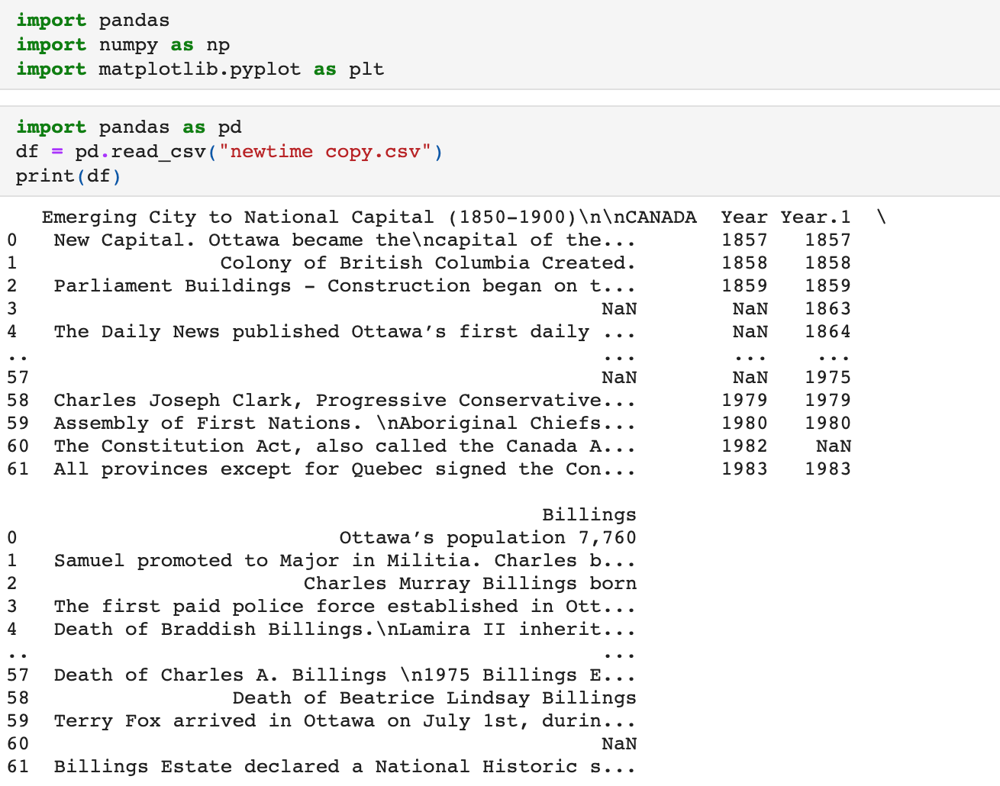 import pandas
import numpy as np
import matplotlib.pyplot as plt
import pandas as pd
df = pd.read_csv("newtime copy.csv")
print(df)
Emerging City to National Capital (1850-1900)\n\nCANADA Year Year.1 \
0 New Capital. Ottawa became the\ncapital of the... 1857 1857
1 Colony of British Columbia Created. 1858 1858
2 Parliament Buildings – Construction began on t... 1859 1859
3 NaN NaN 1863
4 The Daily News published Ottawa’s first daily ... NaN 1864
.. ... ... ...
57 NaN NaN 1975
58 Charles Joseph Clark, Progressive Conservative... 1979 1979
59 Assembly of First Nations. \nAboriginal Chiefs... 1980 1980
60 The Constitution Act, also called the Canada A... 1982 NaN
61 All provinces except for Quebec signed the Con... 1983 1983
Billings
0 Ottawa’s population 7,760
1 Samuel promoted to Major in Militia. Charles b...
2 Charles Murray Billings born
3 The first paid police force established in Ott...
4 Death of Braddish Billings.\nLamira II inherit...
.. ...
57 Death of Charles A. Billings \n1975 Billings E...
58 Death of Beatrice Lindsay Billings
59 Terry Fox arrived in Ottawa on July 1st, durin...
60 NaN
61 Billings Estate declared a National Historic s...